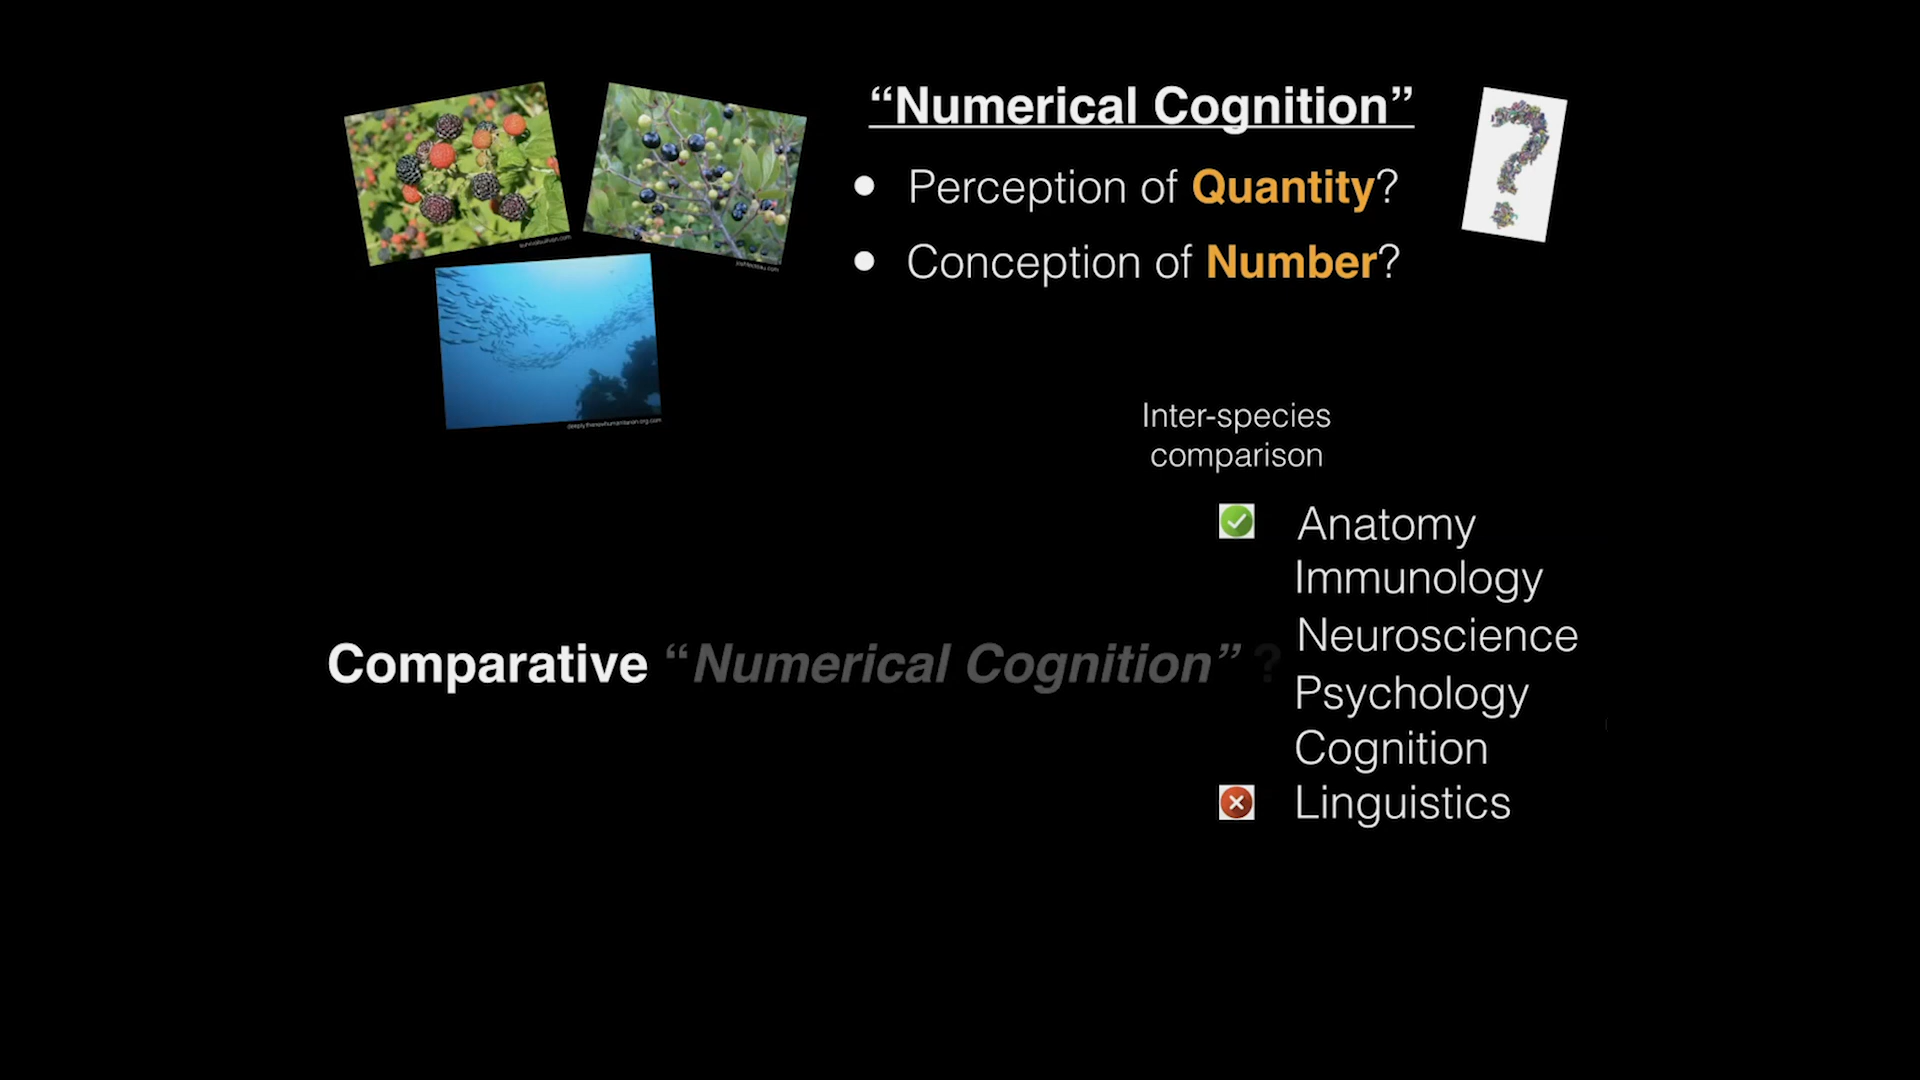 “Numerical Cognition”
• Perception of Quantity?
• Conception of Number?
Inter-species
comparison
Anatomy
Immunology
Neuroscience
Psychology
Cognition
Linguistics
Comparative “Numerical Cognition” ?